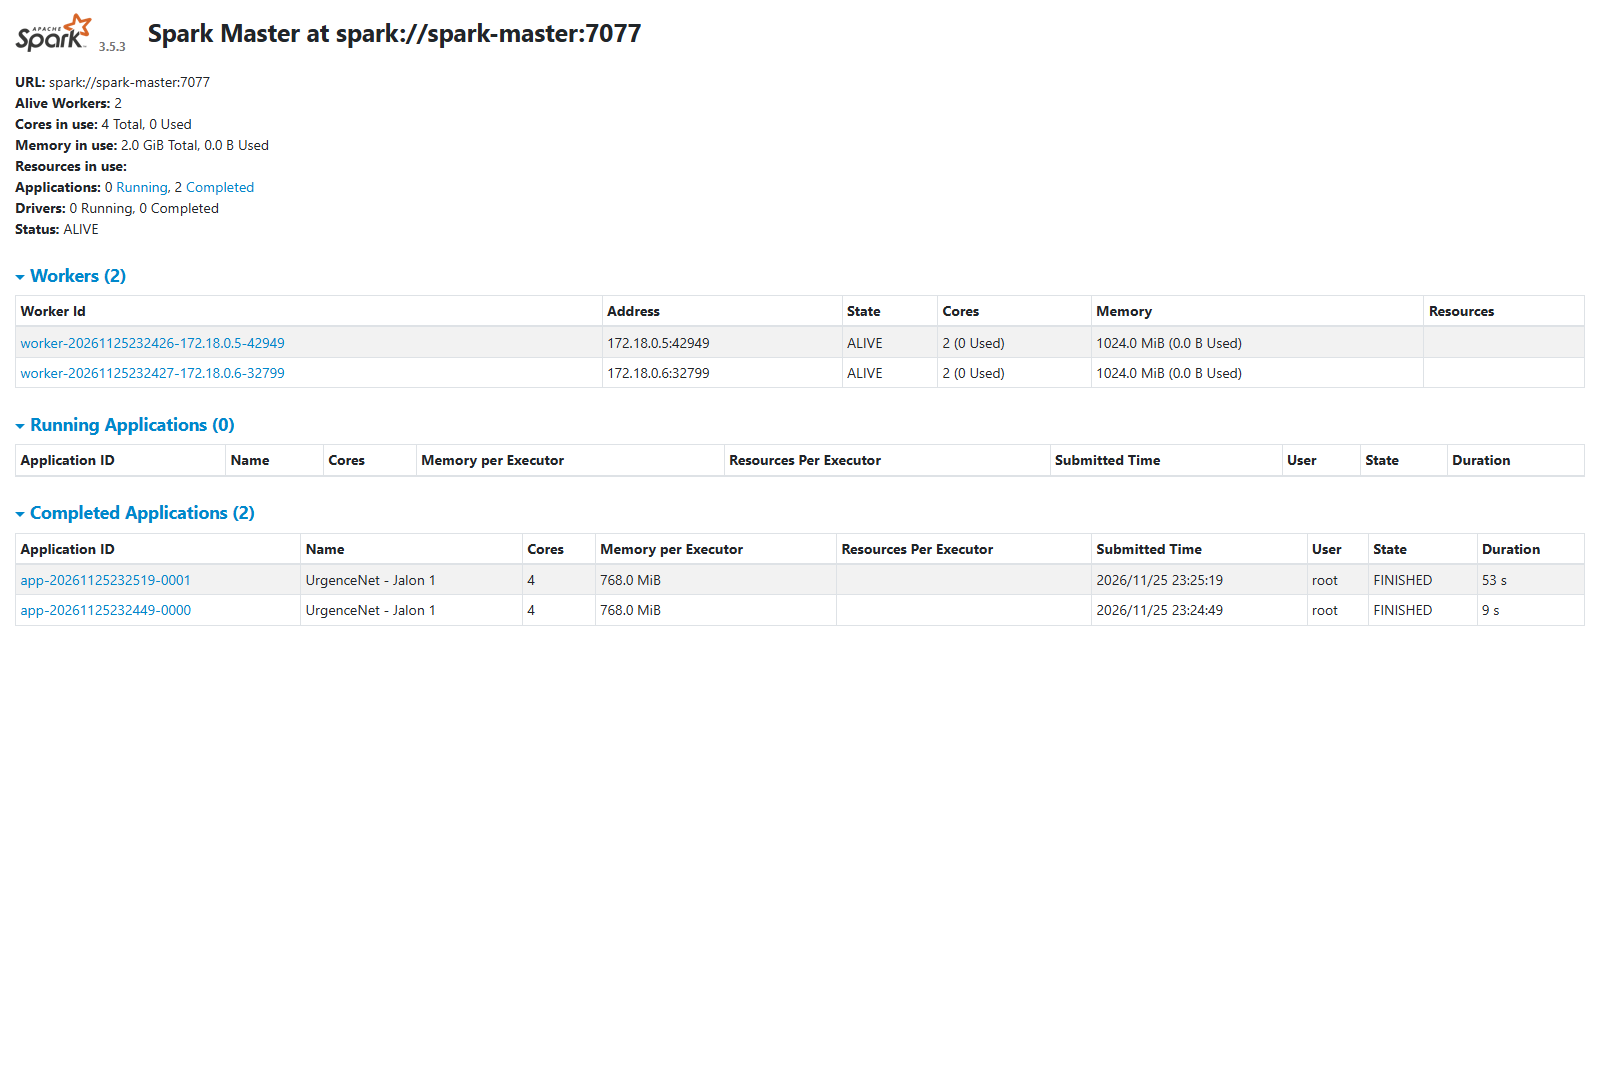 APACHE
Spark 3.5.3 Spark Master at spark://spark-master:7077
URL: spark://spark-master:7077
Alive Workers: 2
Cores in use: 4 Total, 0 Used
Memory in use: 2.0 GiB Total, 0.0 B Used
Resources in use:
Applications: 0 Running, 2 Completed
Drivers: 0 Running, 0 Completed
Status: ALIVE
Workers (2)
Worker Id Address State Cores Memory Resources
worker-20261125232426-172.18.0.5-42949 172.18.0.5:42949 ALIVE 2 (0 Used) 1024.0 MiB (0.0 B Used)
worker-20261125232427-172.18.0.6-32799 172.18.0.6:32799 ALIVE 2 (0 Used) 1024.0 MiB (0.0 B Used)
Running Applications (0)
Application ID Name Cores Memory per Executor Resources Per Executor Submitted Time User State Duration
Completed Applications (2)
Application ID Name Cores Memory per Executor Resources Per Executor Submitted Time User State Duration
app-20261125232519-0001 UrgenceNet - Jalon 1 4 768.0 MiB 2026/11/25 23:25:19 root FINISHED 53 s
app-20261125232449-0000 UrgenceNet - Jalon 1 4 768.0 MiB 2026/11/25 23:24:49 root FINISHED 9 s